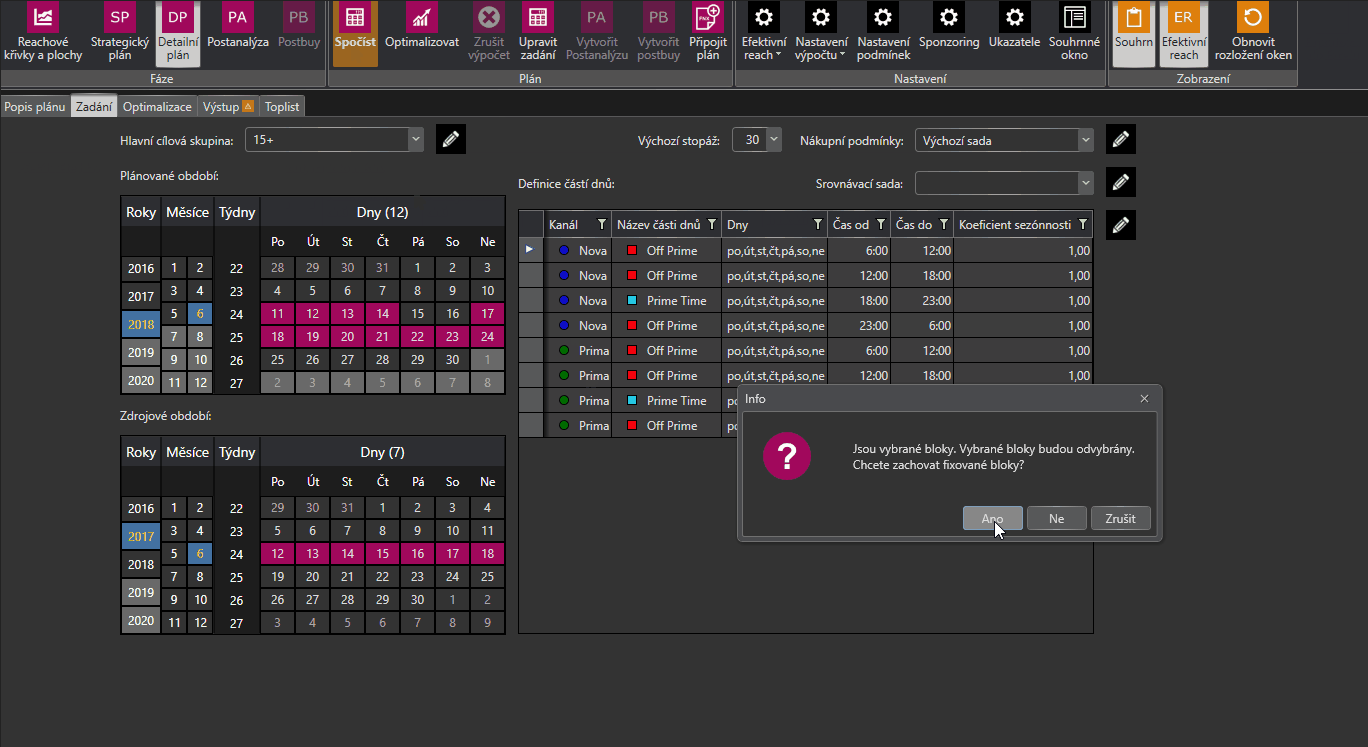 SP DP PA PB PA PB PNX ER
Reachové křivky a plochy
Strategický plán
Detailní plán
Postanalýza
Postbuy
Spočíst
Optimalizovat
Zrušit výpočet
Upravit zadání
Vytvořit Postanalýzu
Vytvořit postbuy
Připojit plán
Efektivní reach
Nastavení výpočtu
Nastavení podmínek
Sponzoring
Ukazatele
Souhrnné okno
Souhrn
Efektivní reach
Obnovit rozložení oken
Fáze Plán Nastavení Zobrazení
Popis plánu Zadání Optimalizace Výstup Toplist
Hlavní cílová skupina: 15+ Výchozí stopáž: 30 Nákupní podmínky: Výchozí sada
Plánované období:
Definice částí dnů: Srovnávací sada:
Roky Měsíce Týdny Dny (12)
Po Út St Čt Pá So Ne
2016 1 2 22 28 29 30 31 1 2 3
2017 3 4 23 4 5 6 7 8 9 10
2018 5 6 24 11 12 13 14 15 16 17
2019 7 8 25 18 19 20 21 22 23 24
2020 9 10 26 25 26 27 28 29 30 1
11 12 27 2 3 4 5 6 7 8
Kanál Název části dnů Dny Čas od Čas do Koeficient sezónnosti
Nova Off Prime po,út,st,čt,pá,so,ne 6:00 12:00 1,00
Nova Off Prime po,út,st,čt,pá,so,ne 12:00 18:00 1,00
Nova Prime Time po,út,st,čt,pá,so,ne 18:00 23:00 1,00
Nova Off Prime po,út,st,čt,pá,so,ne 23:00 6:00 1,00
Prima Off Prime po,út,st,čt,pá,so,ne 6:00 12:00 1,00
Prima Off Prime po,út,st,čt,pá,so,ne 12:00 18:00 1,00
Prima Prime Time
Prima Off Prime
Info
?
Jsou vybrané bloky. Vybrané bloky budou odvybrány.
Chcete zachovat fixované bloky?
Ano Ne Zrušit
Zdrojové období:
Roky Měsíce Týdny Dny (7)
Po Út St Čt Pá So Ne
2016 1 2 22 29 30 31 1 2 3 4
2017 3 4 23 5 6 7 8 9 10 11
2018 5 6 24 12 13 14 15 16 17 18
2019 7 8 25 19 20 21 22 23 24 25
2020 9 10 26 26 27 28 29 30 1 2
11 12 27 3 4 5 6 7 8 9